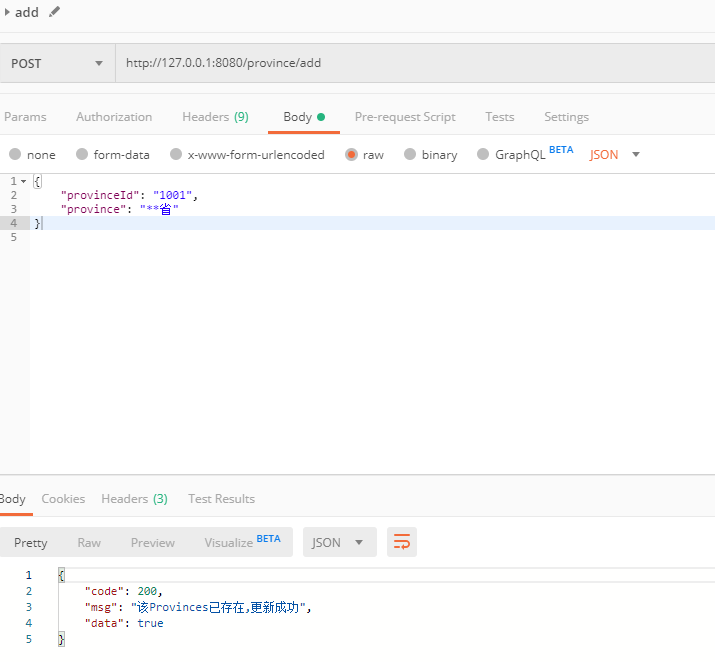 add
POST http://127.0.0.1:8080/province/add
Params Authorization Headers (9) Body Pre-request Script Tests Settings
none form-data x-www-form-urlencoded raw binary GraphQL BETA JSON
1 {
2 "provinceId": "1001",
3 "province": "**省"
4 }
5
Body Cookies Headers (3) Test Results
Pretty Raw Preview Visualize BETA JSON
1 {
2 "code": 200,
3 "msg": "该Provinces已存在,更新成功",
4 "data": true
5 }